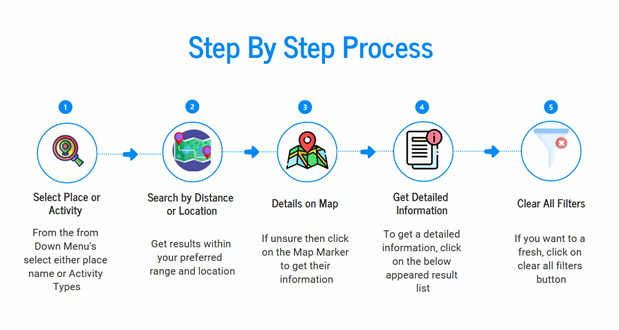 Step By Step Process
1
Select Place or
Activity
From the from
Down Menu's
select either place
name or Activity
Types
2
Search by Distance
or Location
Get results within
your preferred
range and location
3
Details on Map
If unsure then click
on the Map Marker
to get their
information
4
Get Detailed
Information
To get a detailed
information, click
on the below
appeared result
list
5
Clear All Filters
If you want to a
fresh, click on
clear all filters
button